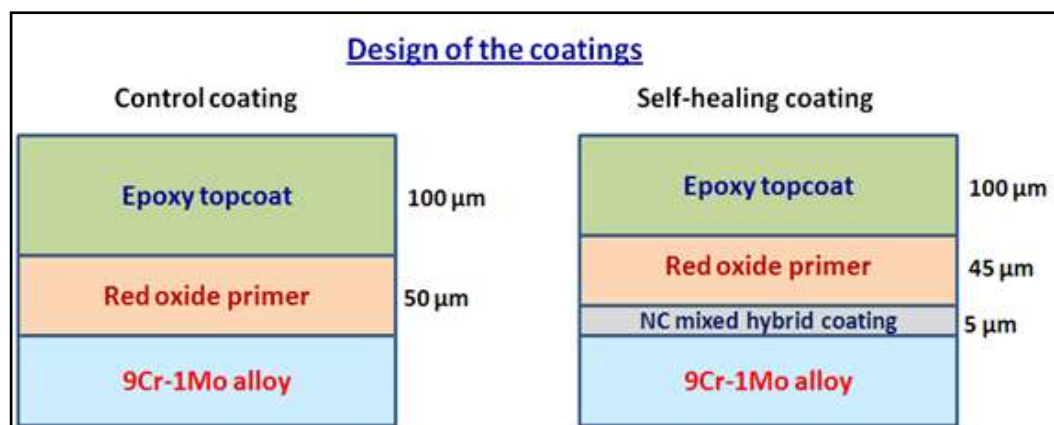 Design of the coatings
Control coating
Epoxy topcoat
100 µm
Red oxide primer
50 µm
9Cr-1Mo alloy
Self-healing coating
Epoxy topcoat
100 µm
Red oxide primer
45 µm
NC mixed hybrid coating
5 µm
9Cr-1Mo alloy